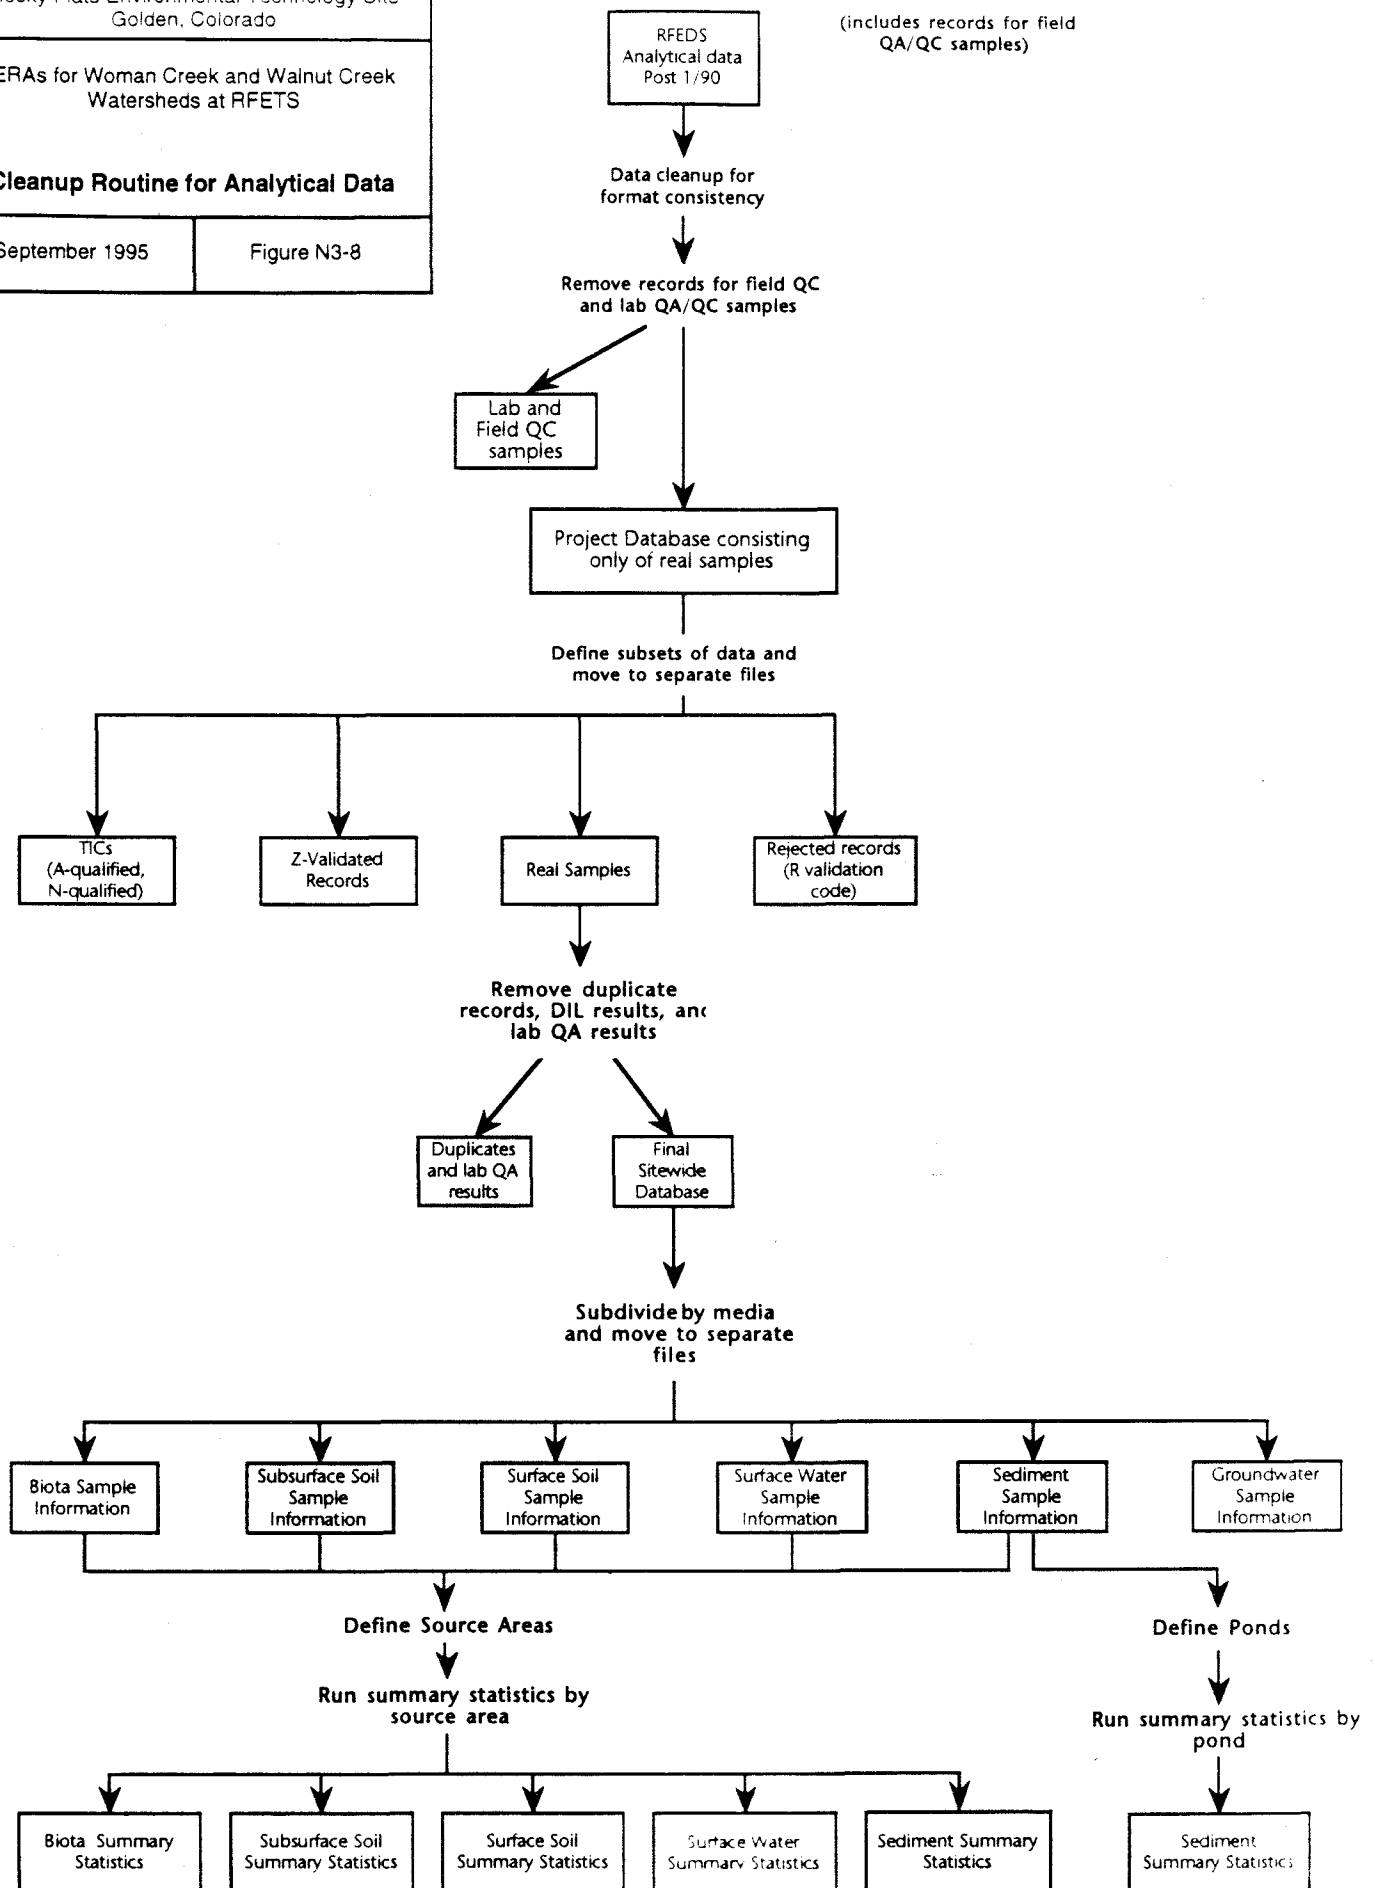 Golden, Colorado
ERAs for Woman Creek and Walnut Creek
Watersheds at RFETS
Cleanup Routine for Analytical Data
September 1995
Figure N3-8
RFEDS
Analytical data
Post 1/90
(includes records for field
QA/QC samples)
Data cleanup for
format consistency
Remove records for field QC
and lab QA/QC samples
Lab and
Field QC
samples
Project Database consisting
only of real samples
Define subsets of data and
move to separate files
TICs
(A-qualified,
N-qualified)
Z-Validated
Records
Real Samples
Rejected records
(R validation
code)
Remove duplicate
records, DIL results, and
lab QA results
Duplicates
and lab QA
results
Final
Sitewide
Database
Subdivide by media
and move to separate
files
Biota Sample
Information
Subsurface Soil
Sample
Information
Surface Soil
Sample
Information
Surface Water
Sample
Information
Sediment
Sample
Information
Groundwater
Sample
Information
Define Source Areas
Define Ponds
Run summary statistics by
source area
Run summary statistics by
pond
Biota Summary
Statistics
Subsurface Soil
Summary Statistics
Surface Soil
Summary Statistics
Surface Water
Summary Statistics
Sediment Summary
Statistics
Sediment
Summary Statistics